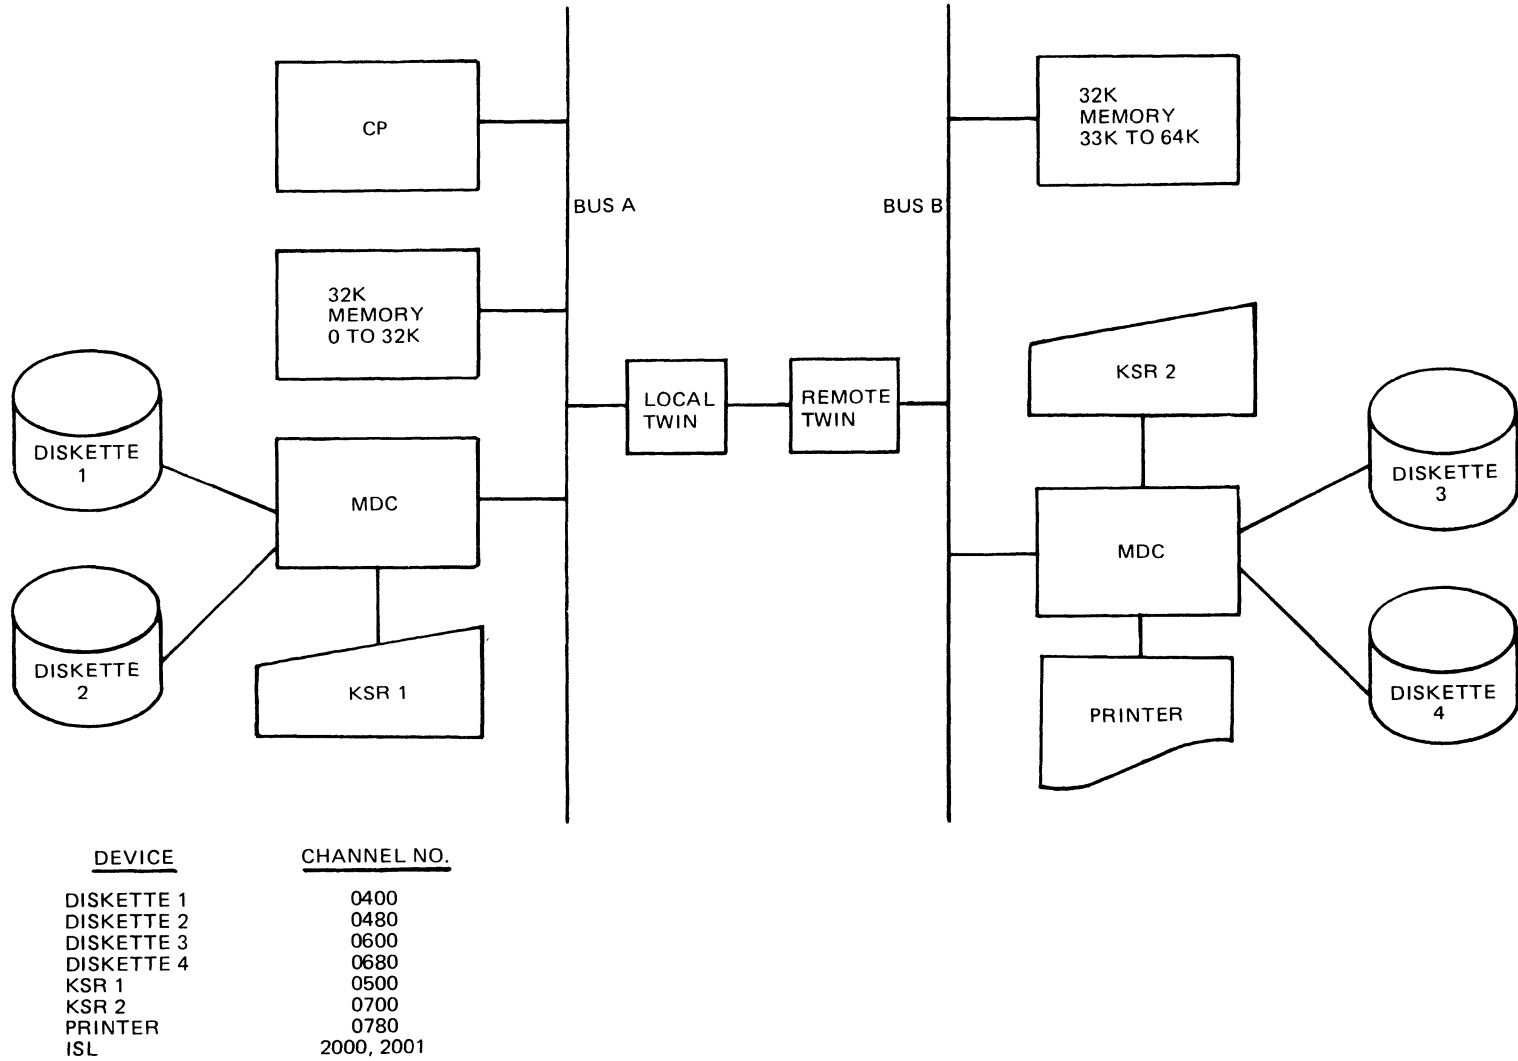 CP
BUS A
32K
MEMORY
0 TO 32K
DISKETTE
1
MDC
DISKETTE
2
KSR 1
LOCAL
TWIN
REMOTE
TWIN
BUS B
32K
MEMORY
33K TO 64K
KSR 2
DISKETTE
3
MDC
DISKETTE
4
PRINTER
DEVICE CHANNEL NO.
DISKETTE 1 0400
DISKETTE 2 0480
DISKETTE 3 0600
DISKETTE 4 0680
KSR 1 0500
KSR 2 0700
PRINTER 0780
ISL 2000, 2001